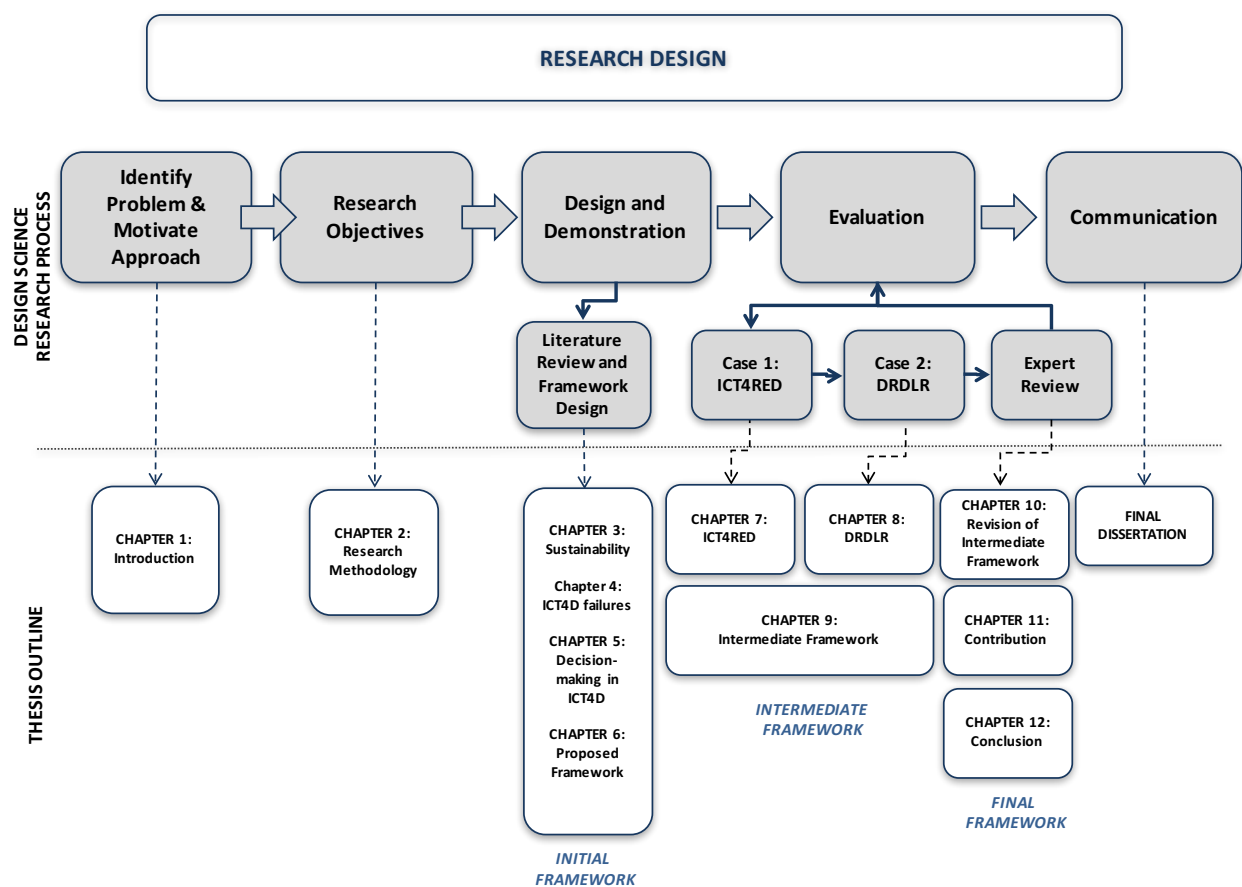 RESEARCH DESIGN
DESIGN SCIENCE
RESEARCH PROCESS
Identify
Problem &
Motivate
Approach
Research
Objectives
Design and
Demonstration
Evaluation
Communication
Literature
Review and
Framework
Design
Case 1:
ICT4RED
Case 2:
DRDLR
Expert
Review
THESIS OUTLINE
CHAPTER 1:
Introduction
CHAPTER 2:
Research
Methodology
CHAPTER 3:
Sustainability
Chapter 4:
ICT4D failures
CHAPTER 5:
Decision-
making in
ICT4D
CHAPTER 6:
Proposed
Framework
INITIAL
FRAMEWORK
CHAPTER 7:
ICT4RED
CHAPTER 8:
DRDLR
CHAPTER 9:
Intermediate Framework
INTERMEDIATE
FRAMEWORK
CHAPTER 10:
Revision of
Intermediate
Framework
CHAPTER 11:
Contribution
CHAPTER 12:
Conclusion
FINAL
FRAMEWORK
FINAL
DISSERTATION